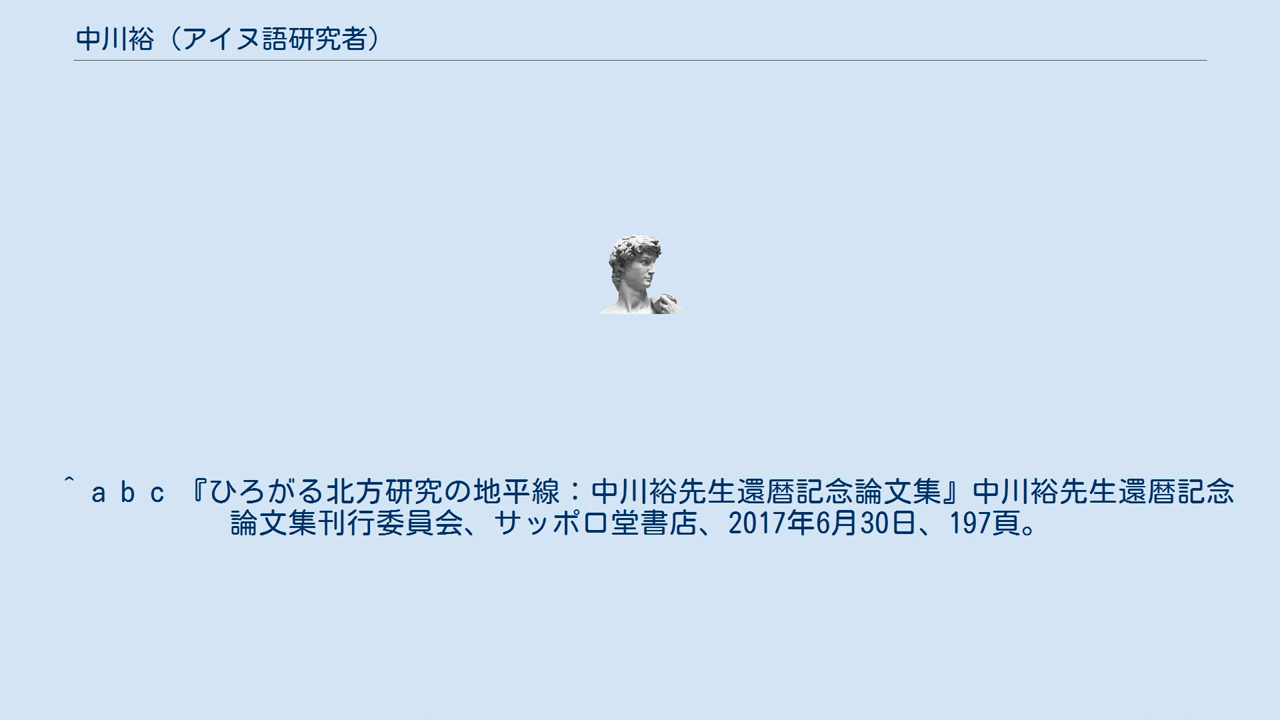 中川裕（アイヌ語研究者）
^ a b c 『ひろがる北方研究の地平線：中川裕先生還暦記念論文集』中川裕先生還暦記念
論文集刊行委員会、サッポロ堂書店、2017年6月30日、197頁。